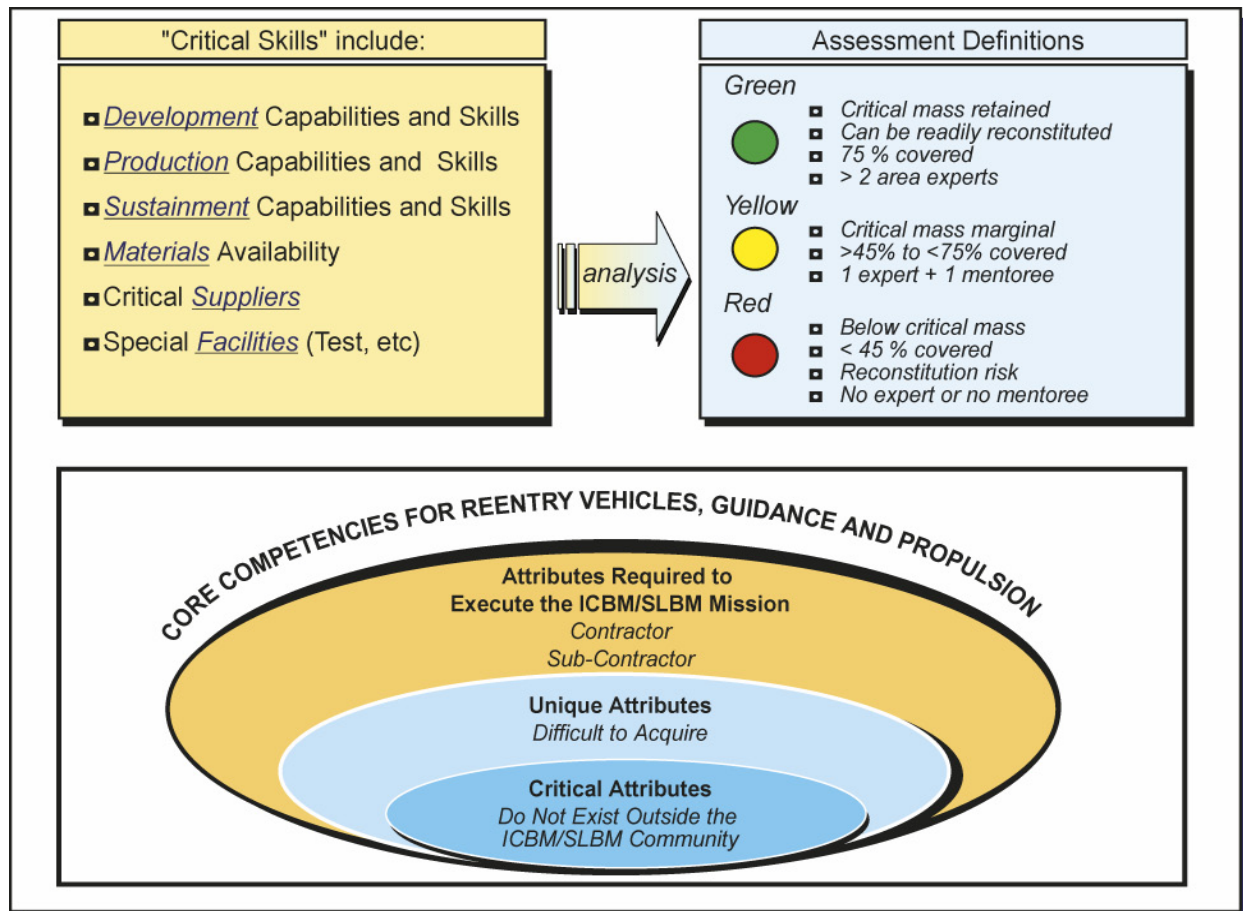 "Critical Skills" include:
Development Capabilities and Skills
Production Capabilities and Skills
Sustainment Capabilities and Skills
Materials Availability
Critical Suppliers
Special Facilities (Test, etc)
analysis
Assessment Definitions
Green
Critical mass retained
Can be readily reconstituted
75 % covered
> 2 area experts
Yellow
Critical mass marginal
>45% to <75% covered
1 expert + 1 mentoree
Red
Below critical mass
< 45 % covered
Reconstitution risk
No expert or no mentoree
CORE COMPETENCIES FOR REENTRY VEHICLES, GUIDANCE AND PROPULSION
Attributes Required to
Execute the ICBM/SLBM Mission
Contractor
Sub-Contractor
Unique Attributes
Difficult to Acquire
Critical Attributes
Do Not Exist Outside the
ICBM/SLBM Community